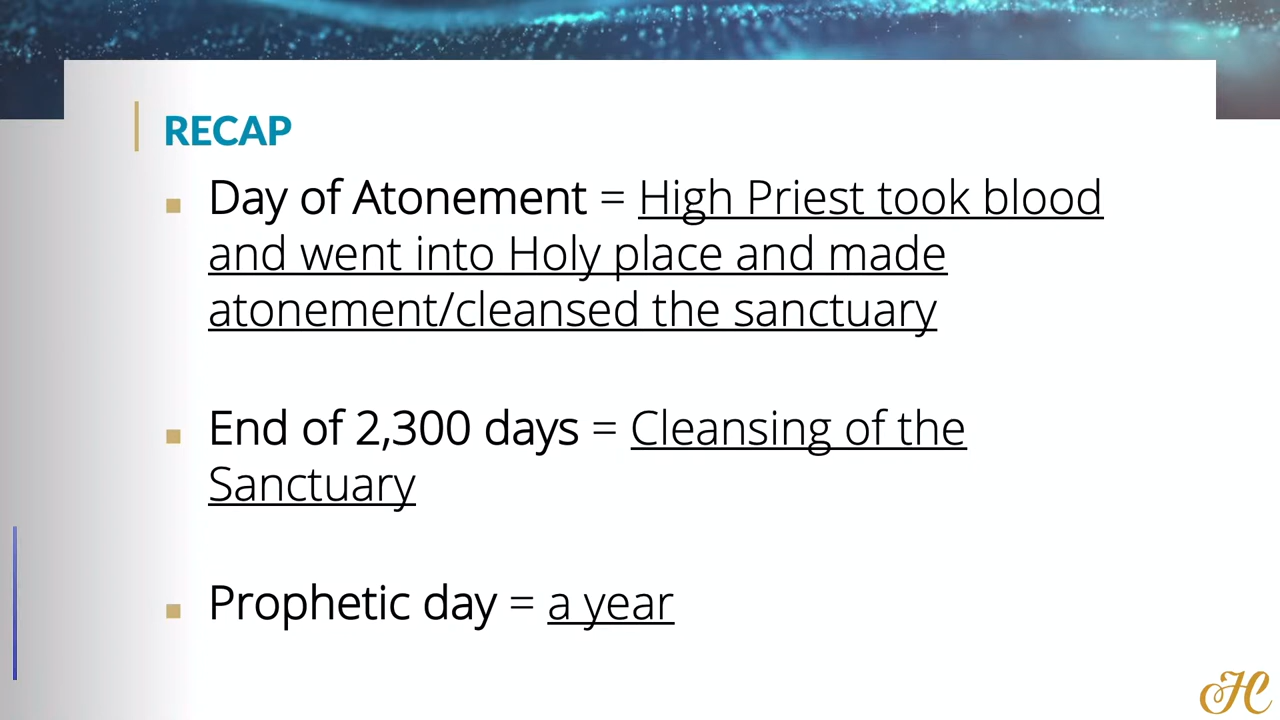 RECAP
▪ Day of Atonement = High Priest took blood
and went into Holy place and made
atonement/cleansed the sanctuary
▪ End of 2,300 days = Cleansing of the
Sanctuary
▪ Prophetic day = a year
HC